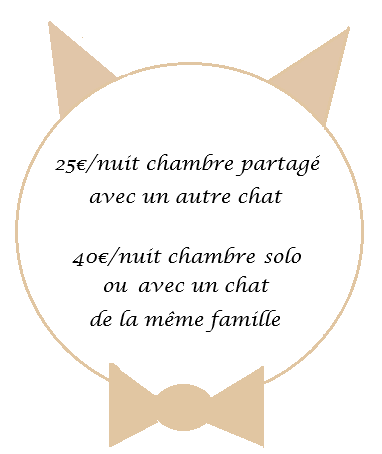 25€/nuit chambre partagé
avec un autre chat
40€/nuit chambre solo
ou avec un chat
de la même famille